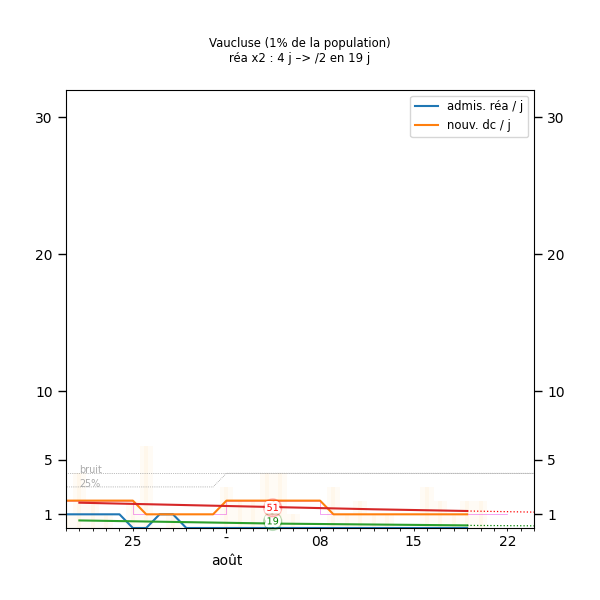 Vaucluse (1% de la population)
réa x2 : 4 j –> /2 en 19 j
admis. réa / j
nouv. dc / j
30 30
20 20
10 10
5 5
bruit
25%
51
19
1 1
25 - 08 15 22
août